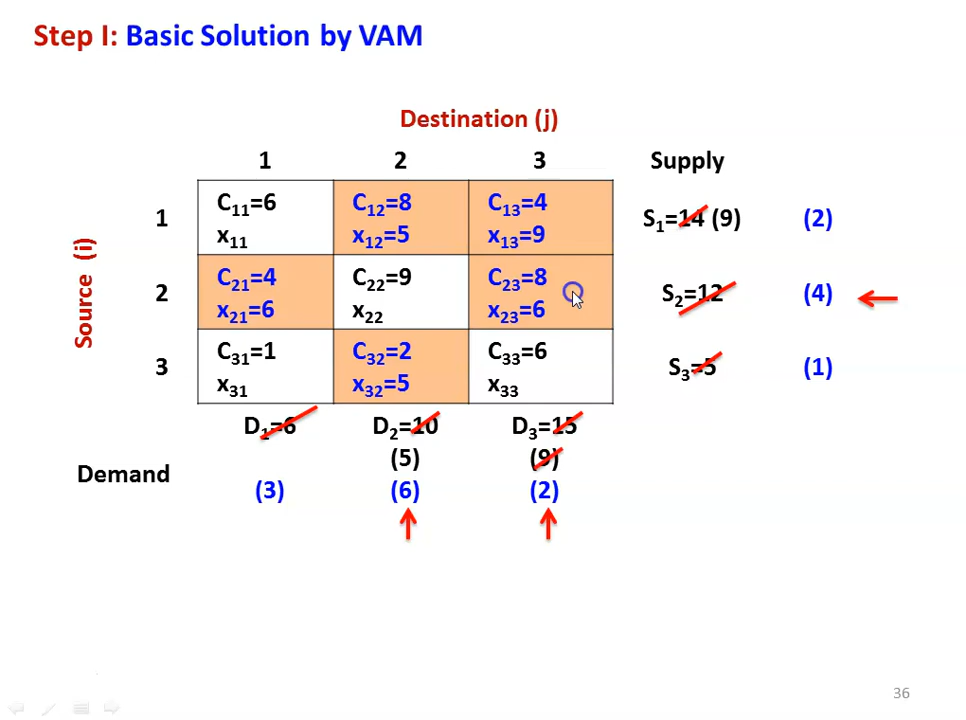 Step I: Basic Solution by VAM
Destination (j)
1 2 3 Supply
C11=6 C12=8 C13=4
1 S1=14 (9) (2)
x11 x12=5 x13=9
Source (i)
C21=4 C22=9 C23=8
2 S2=12 (4)
x21=6 x22 x23=6
C31=1 C32=2 C33=6
3 S3=5 (1)
x31 x32=5 x33
D1=6 D2=10 D3=15
(5) (9)
Demand
(3) (6) (2)
36